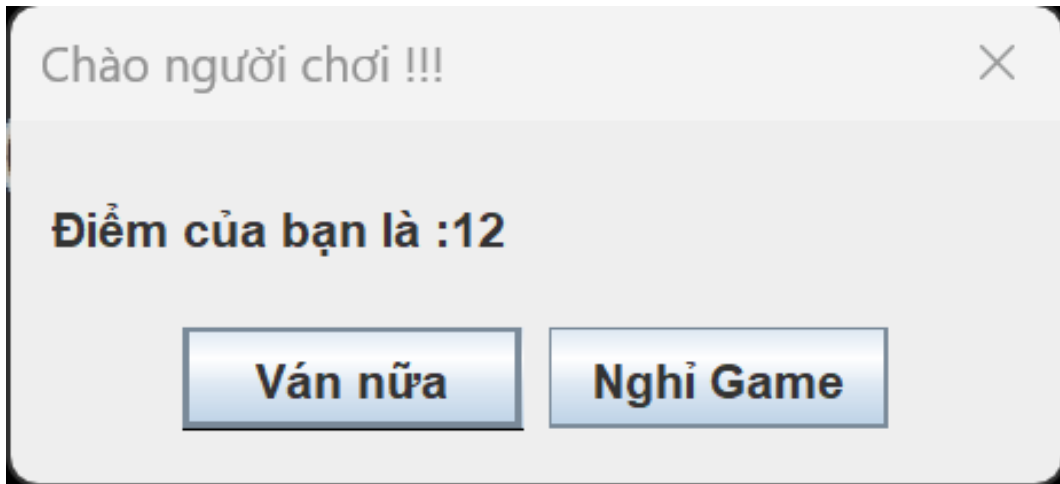 Chào người chơi !!!
Điểm của bạn là :12
Ván nữa Nghỉ Game